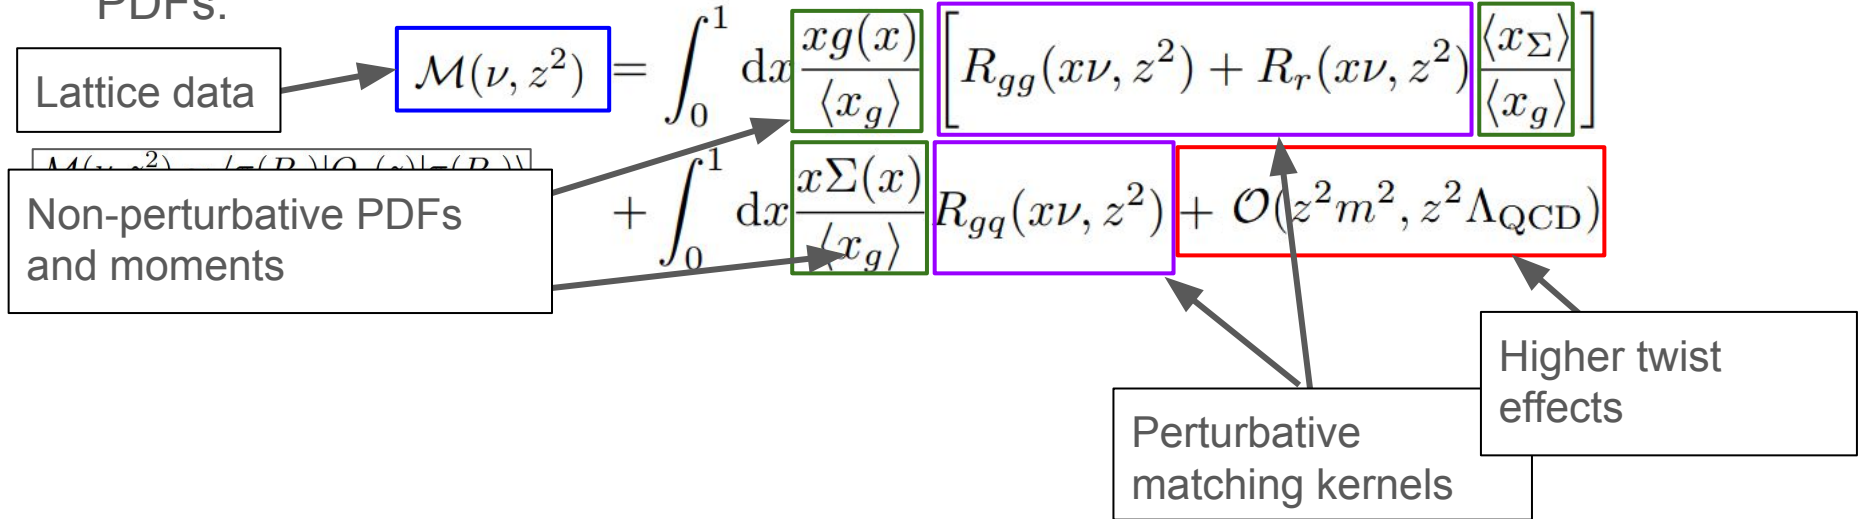 PDFs:
Lattice data
M(ν, z²) = ∫₀¹ dx xg(x)/⟨x_g⟩ [R_gg(xν, z²) + R_r(xν, z²) ⟨x_Σ⟩/⟨x_g⟩]
+ ∫₀¹ dx xΣ(x)/⟨x_g⟩ R_gq(xν, z²) + O(z²m², z²Λ_QCD)
Non-perturbative PDFs
and moments
Higher twist
effects
Perturbative
matching kernels